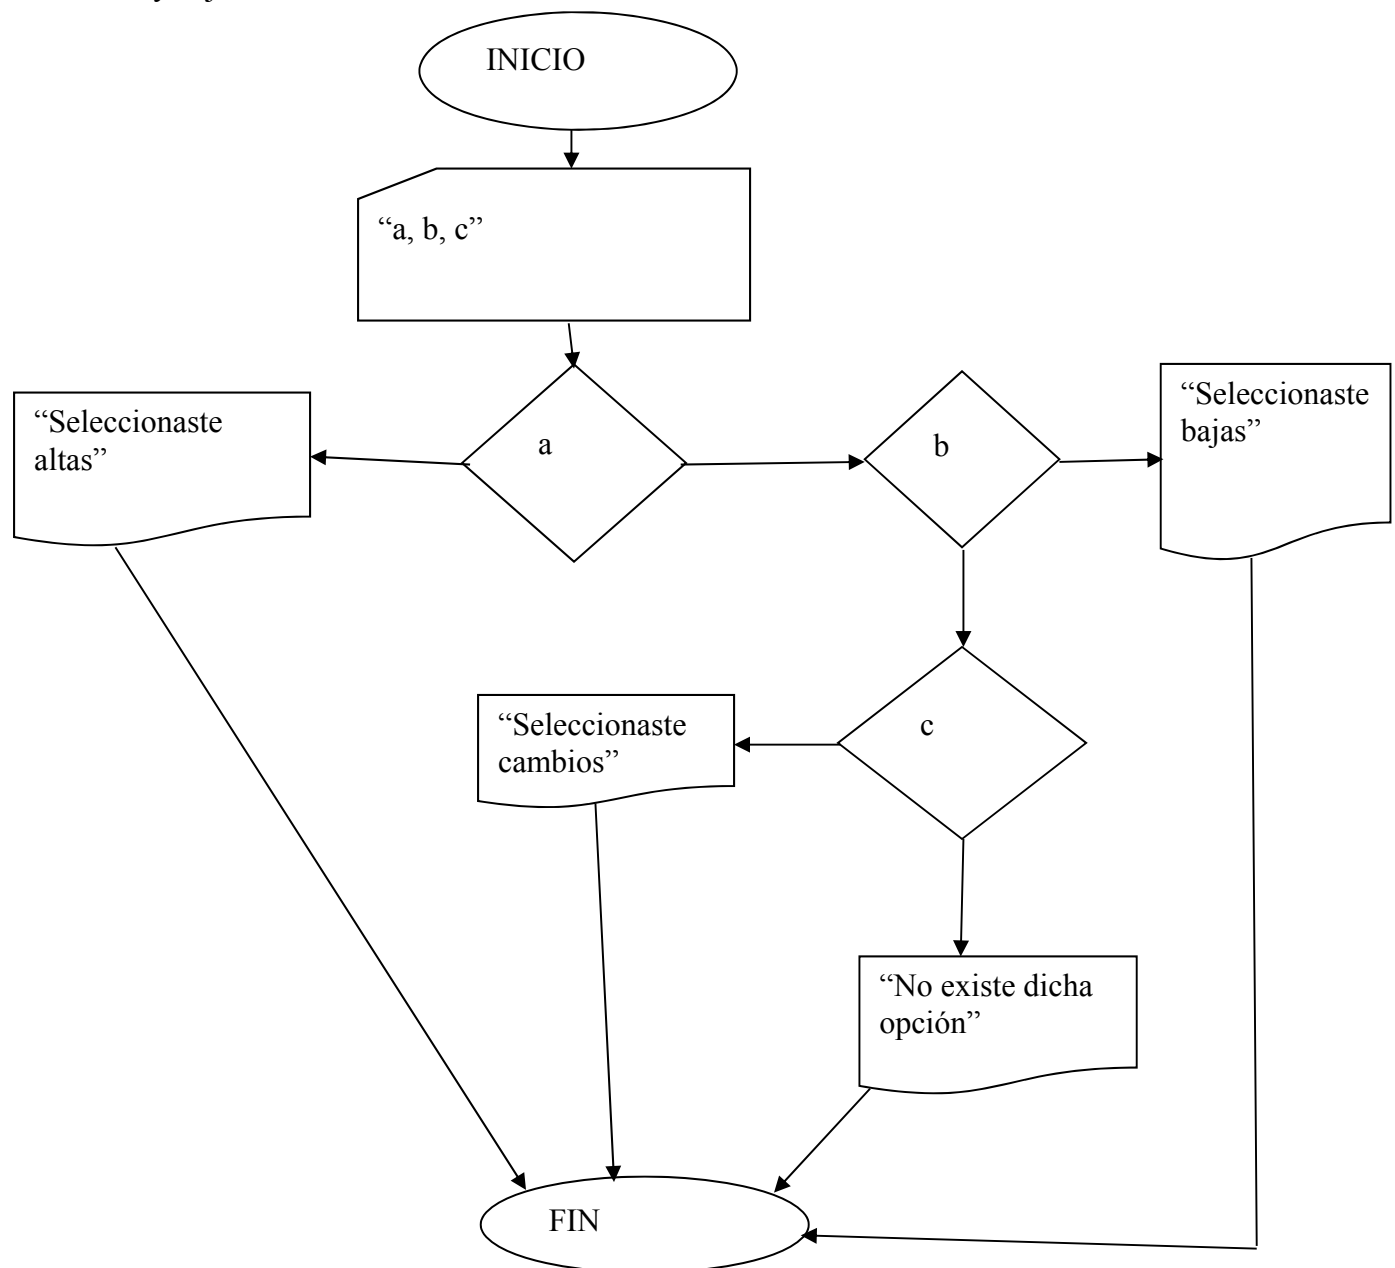 INICIO
“a, b, c”
“Seleccionaste
altas”
a
b
“Seleccionaste
bajas”
“Seleccionaste
cambios”
c
“No existe dicha
opción”
FIN